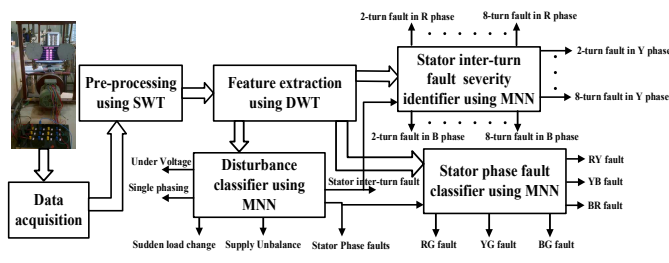 2-turn fault in R phase
8-turn fault in R phase
Pre-processing
using SWT
Feature extraction
using DWT
Stator inter-turn
fault severity
identifier using MNN
2-turn fault in Y phase
8-turn fault in Y phase
2-turn fault in B phase
8-turn fault in B phase
Data
acquisition
Under Voltage
Single phasing
Disturbance
classifier using
MNN
Stator inter-turn fault
Stator phase fault
classifier using MNN
RY fault
YB fault
BR fault
Sudden load change
Supply Unbalance
Stator Phase faults
RG fault
YG fault
BG fault